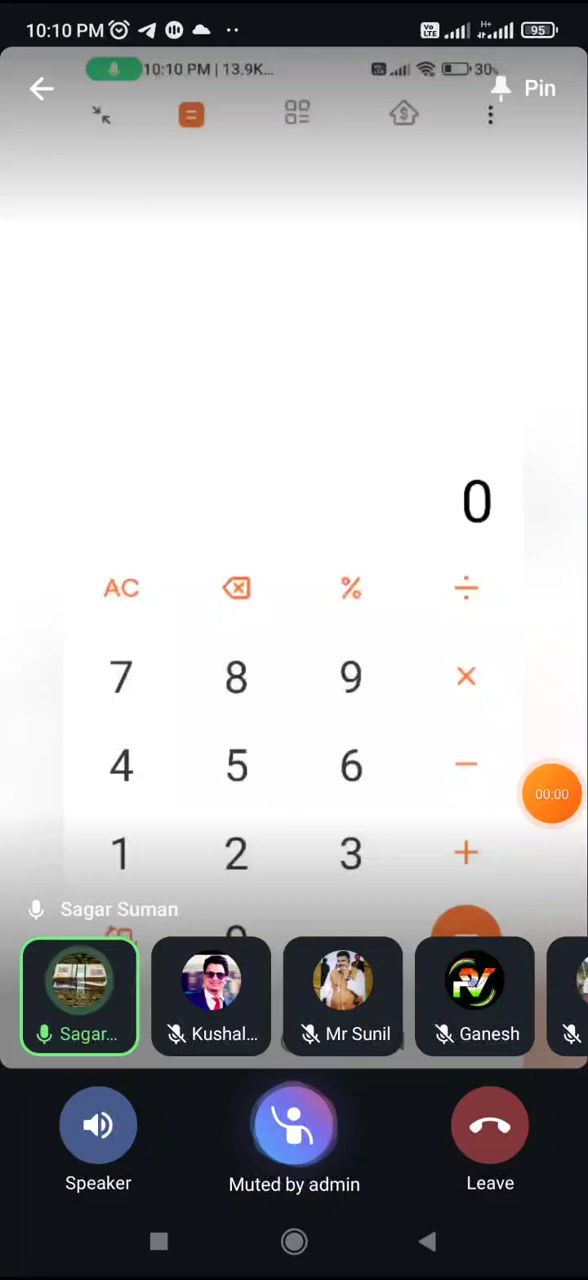 10:10 PM 95
10:10 PM | 13.9K... 30
Pin
0
AC % ÷
7 8 9 ×
4 5 6 −
00:00
1 2 3 +
Sagar Suman
Sagar... Kushal... Mr Sunil Ganesh
Speaker Muted by admin Leave